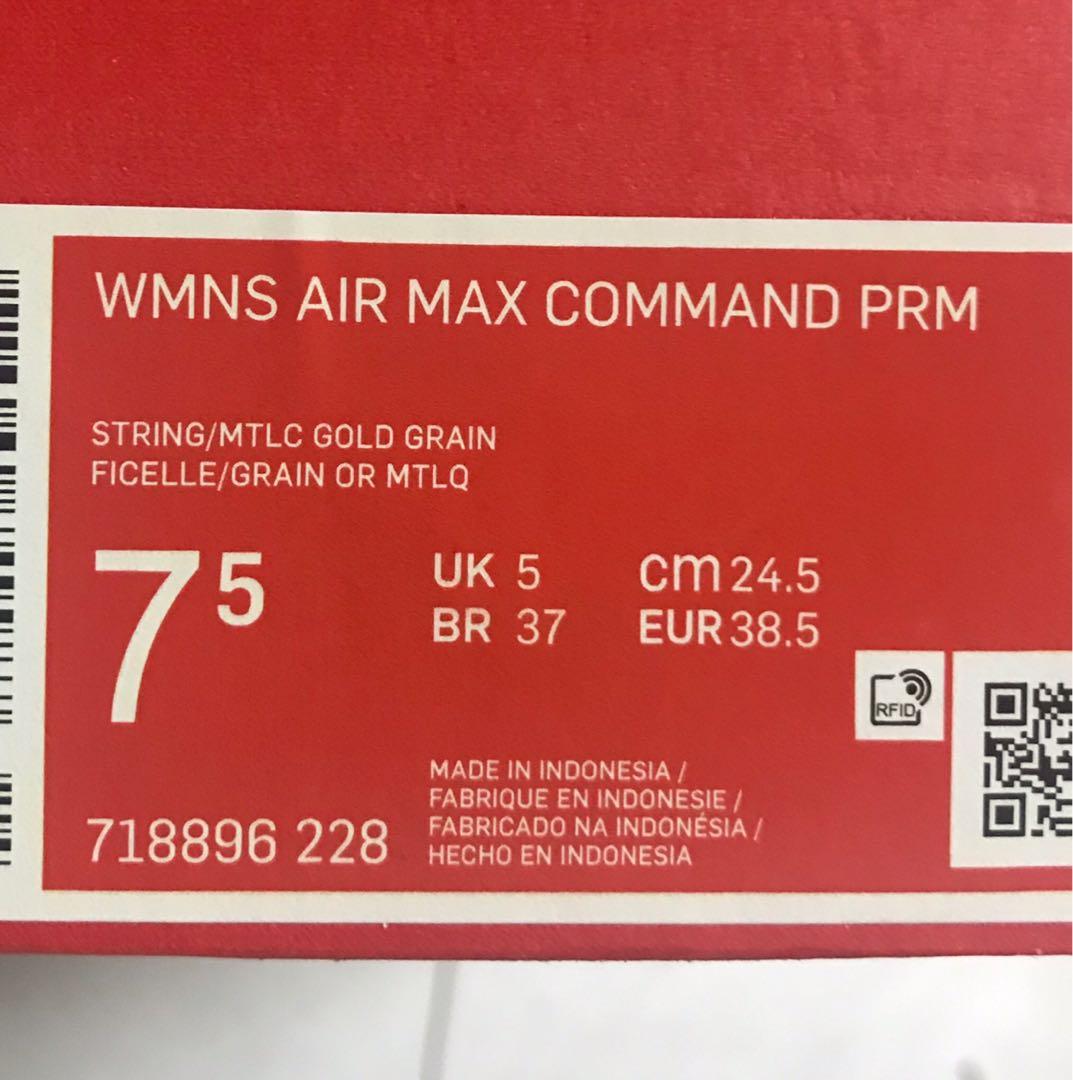 WMNS AIR MAX COMMAND PRM
STRING/MTLC GOLD GRAIN
FICELLE/GRAIN OR MTLQ
7 5
UK 5 cm 24.5
BR 37 EUR 38.5
RFID
718896 228
MADE IN INDONESIA /
FABRIQUE EN INDONESIE /
FABRICADO NA INDONÉSIA /
HECHO EN INDONESIA